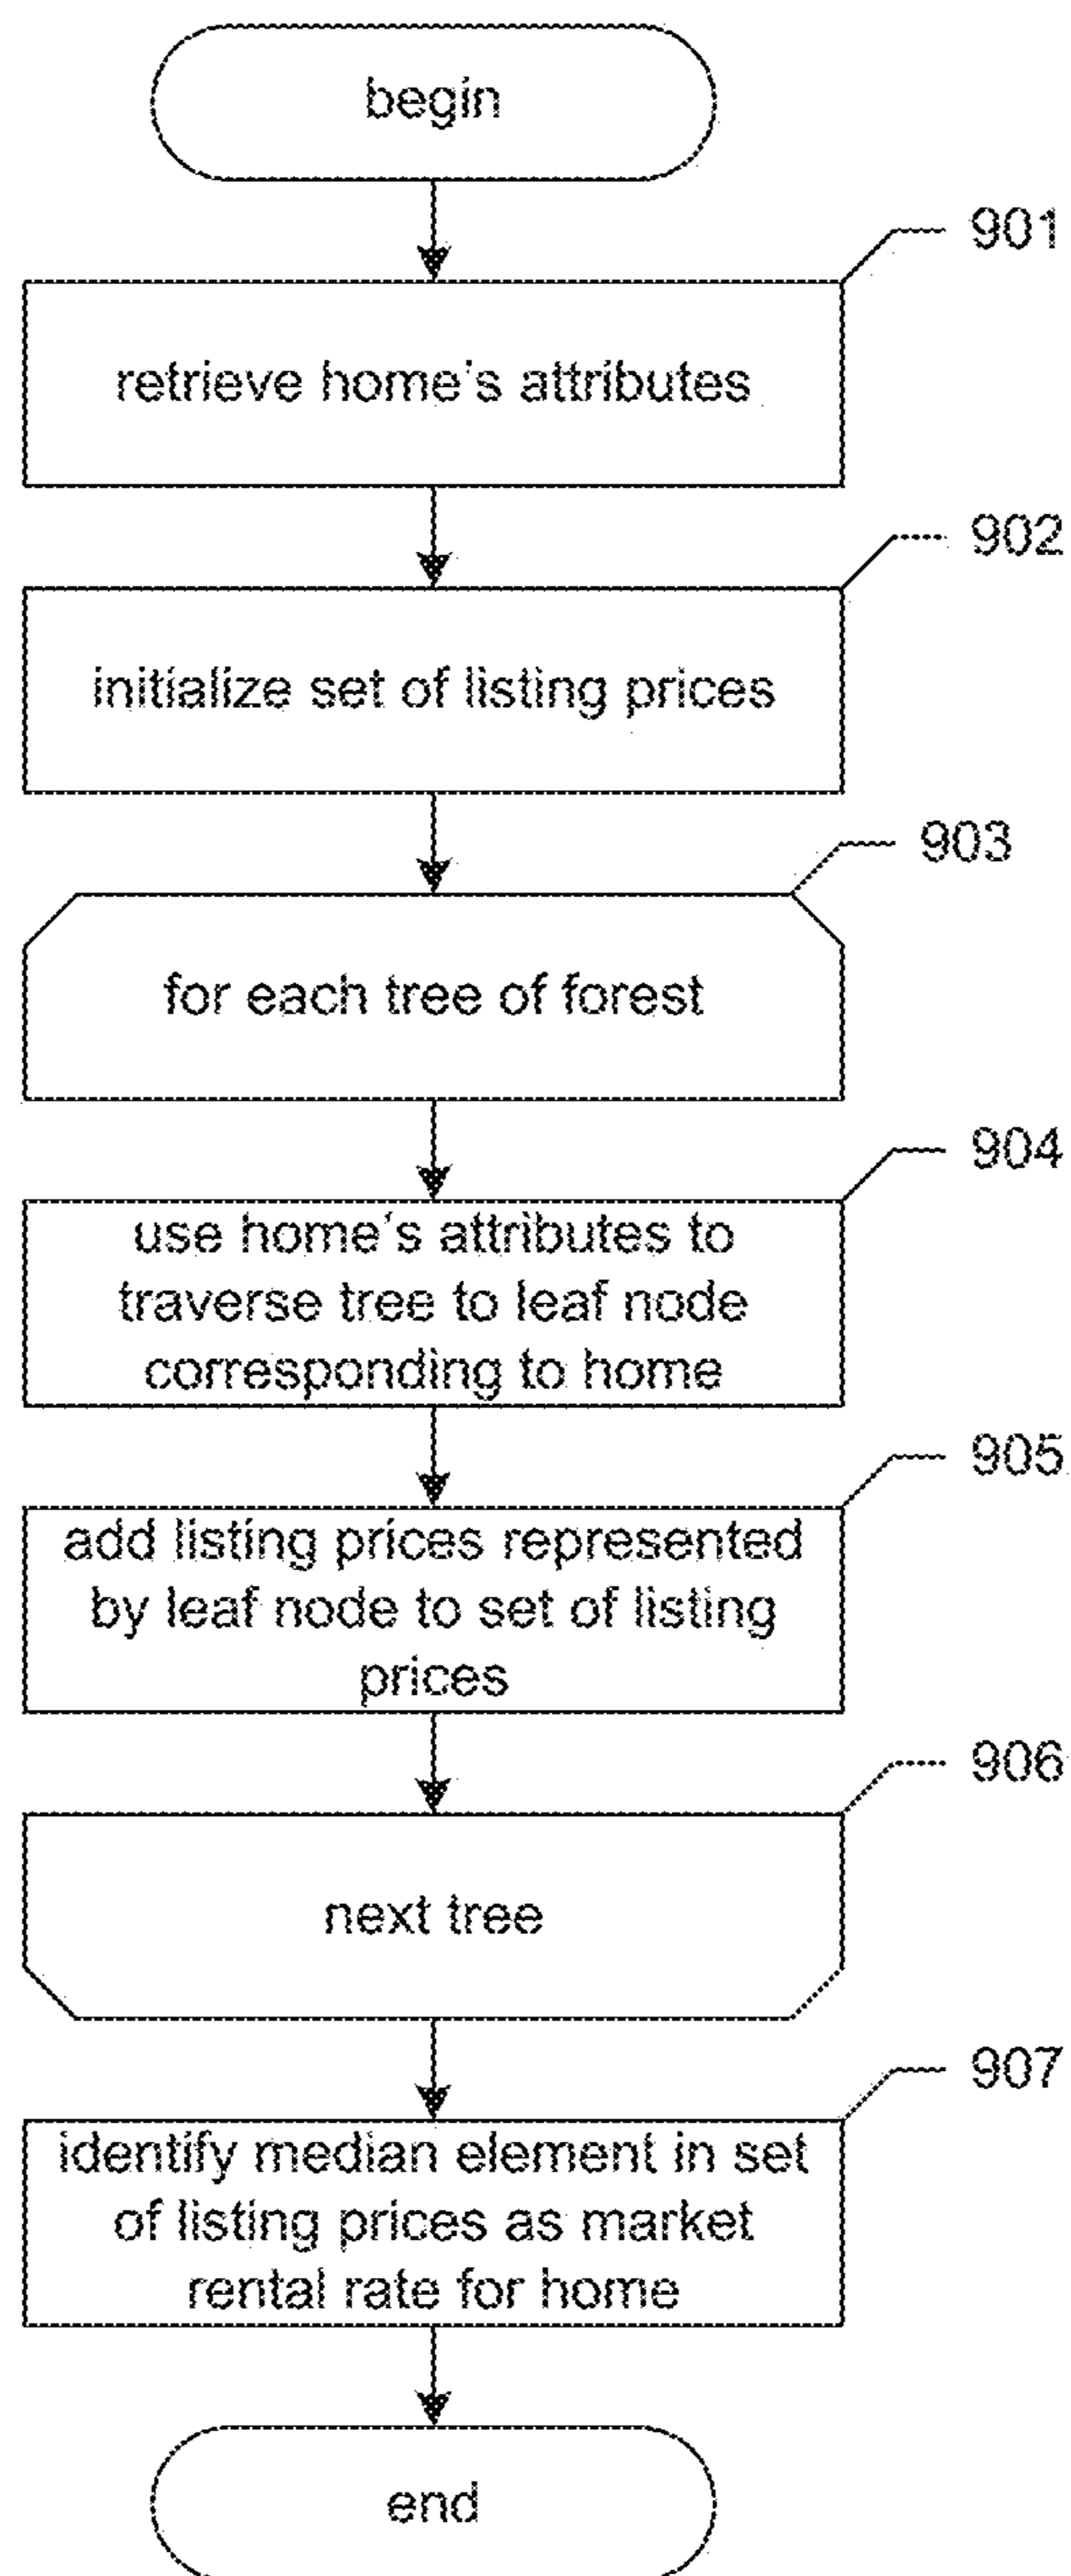 begin
901
retrieve home's attributes
902
initialize set of listing prices
903
for each tree of forest
904
use home's attributes to
traverse tree to leaf node
corresponding to home
905
add listing prices represented
by leaf node to set of listing
prices
906
next tree
907
identify median element in set
of listing prices as market
rental rate for home
end